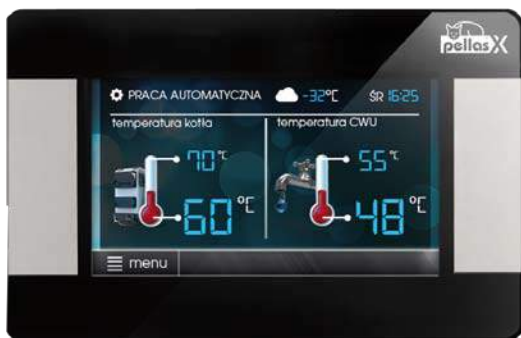 pellasX
PRACA AUTOMATYCZNA -32°C ŚR 16:25
temperatura kotła temperatura CWU
70°C 55°C
60°C 48°C
menu